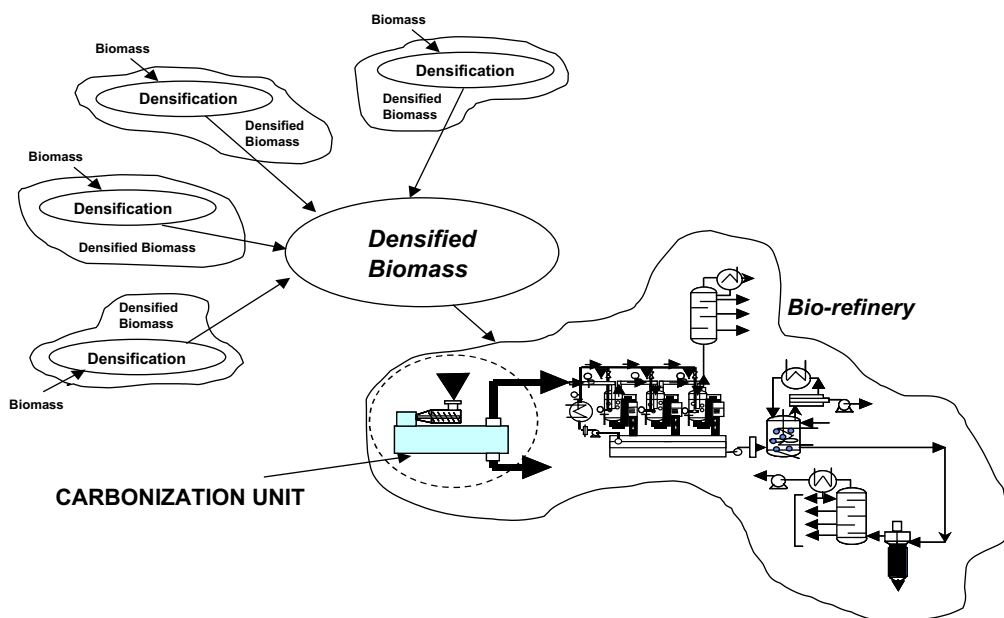 Biomass
Densification
Densified
Biomass
Biomass
Densification
Densified
Biomass
Biomass
Densification
Densified Biomass
Densified
Biomass
Densification
Biomass
Densified
Biomass
Bio-refinery
CARBONIZATION UNIT